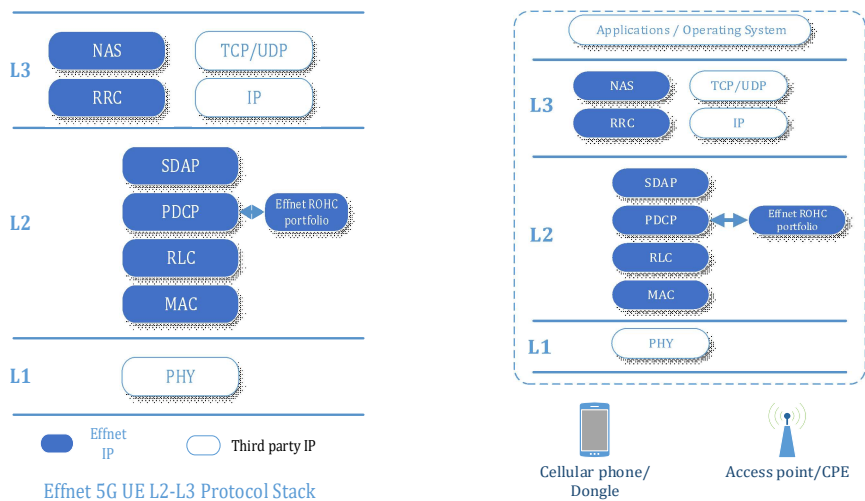 NAS
TCP/UDP
L3
RRC
IP
SDAP
L2
PDCP
Effnet ROHC
portfolio
RLC
MAC
L1
PHY
Effnet
IP
Third party IP
Effnet 5G UE L2-L3 Protocol Stack
Applications / Operating System
NAS
TCP/UDP
L3
RRC
IP
SDAP
PDCP
Effnet ROHC
portfolio
L2
RLC
MAC
L1
PHY
Cellular phone/
Dongle
Access point/CPE